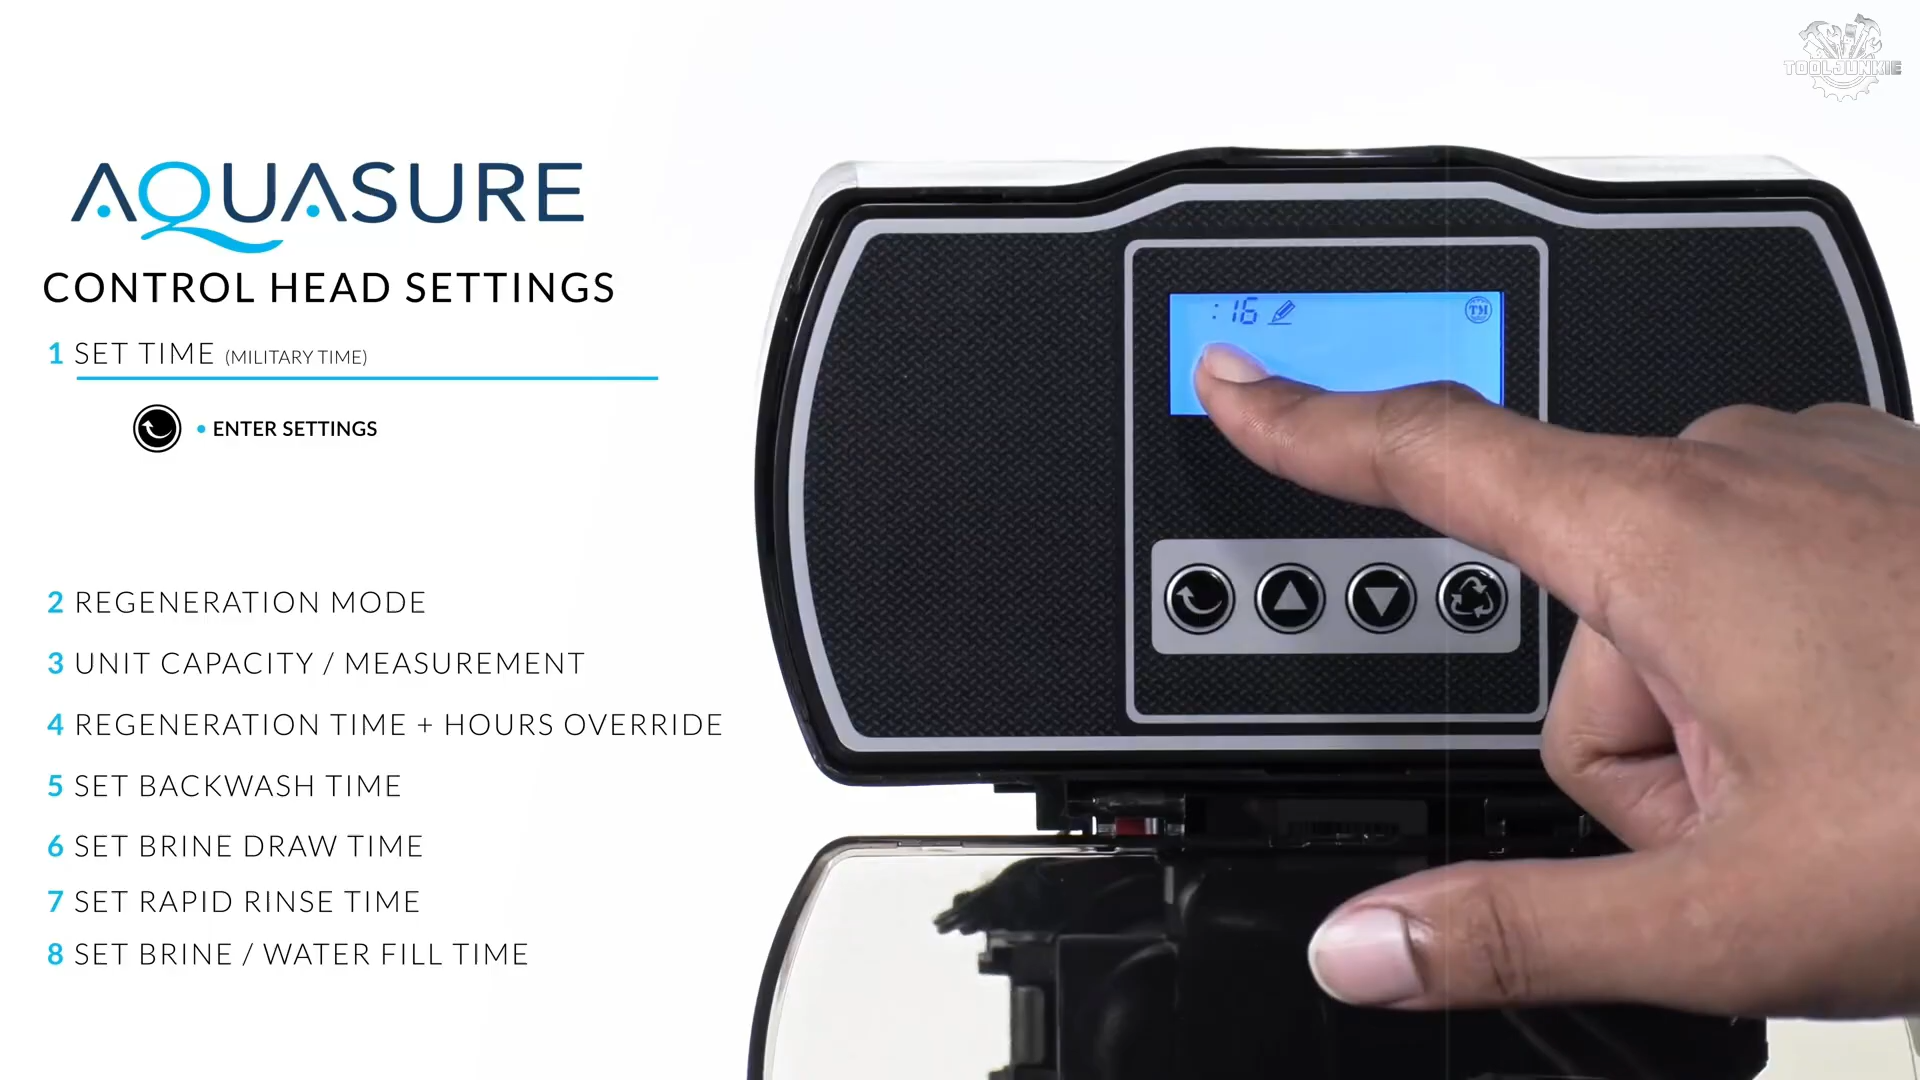 TOOLJUNKIE
AQUASURE
CONTROL HEAD SETTINGS
1 SET TIME (MILITARY TIME)
• ENTER SETTINGS
2 REGENERATION MODE
3 UNIT CAPACITY / MEASUREMENT
4 REGENERATION TIME + HOURS OVERRIDE
5 SET BACKWASH TIME
6 SET BRINE DRAW TIME
7 SET RAPID RINSE TIME
8 SET BRINE / WATER FILL TIME
:16
TM